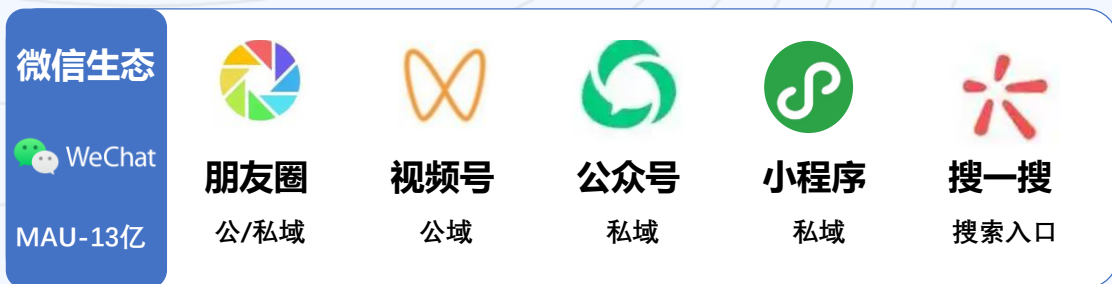 微信生态
WeChat
MAU-13亿
朋友圈 视频号 公众号 小程序 搜一搜
公/私域 公域 私域 私域 搜索入口